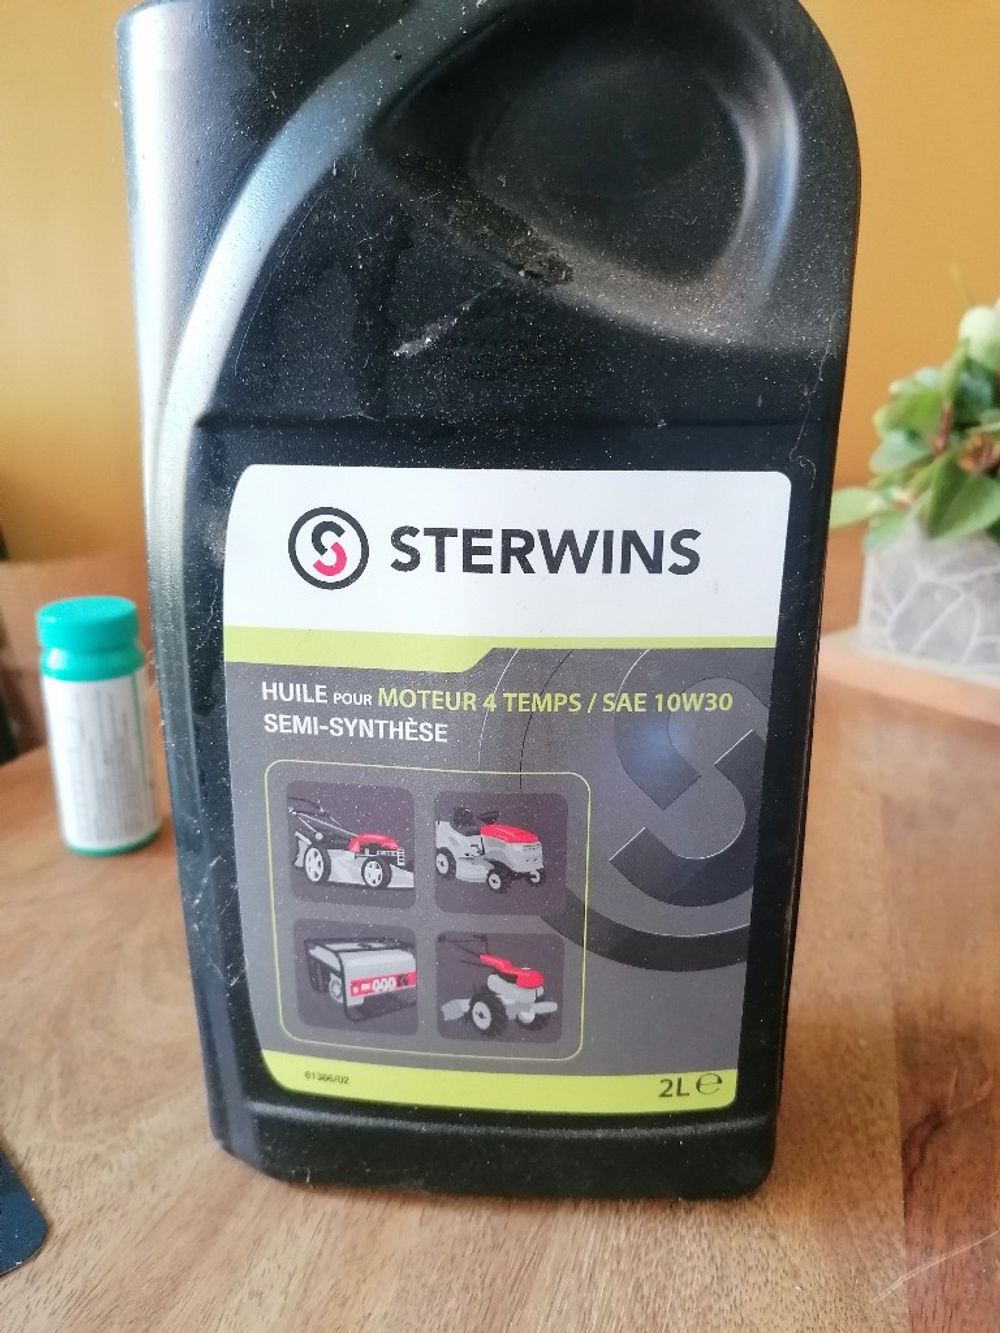 STERWINS
HUILE POUR MOTEUR 4 TEMPS / SAE 10W30
SEMI-SYNTHÈSE
61366/02
2L e